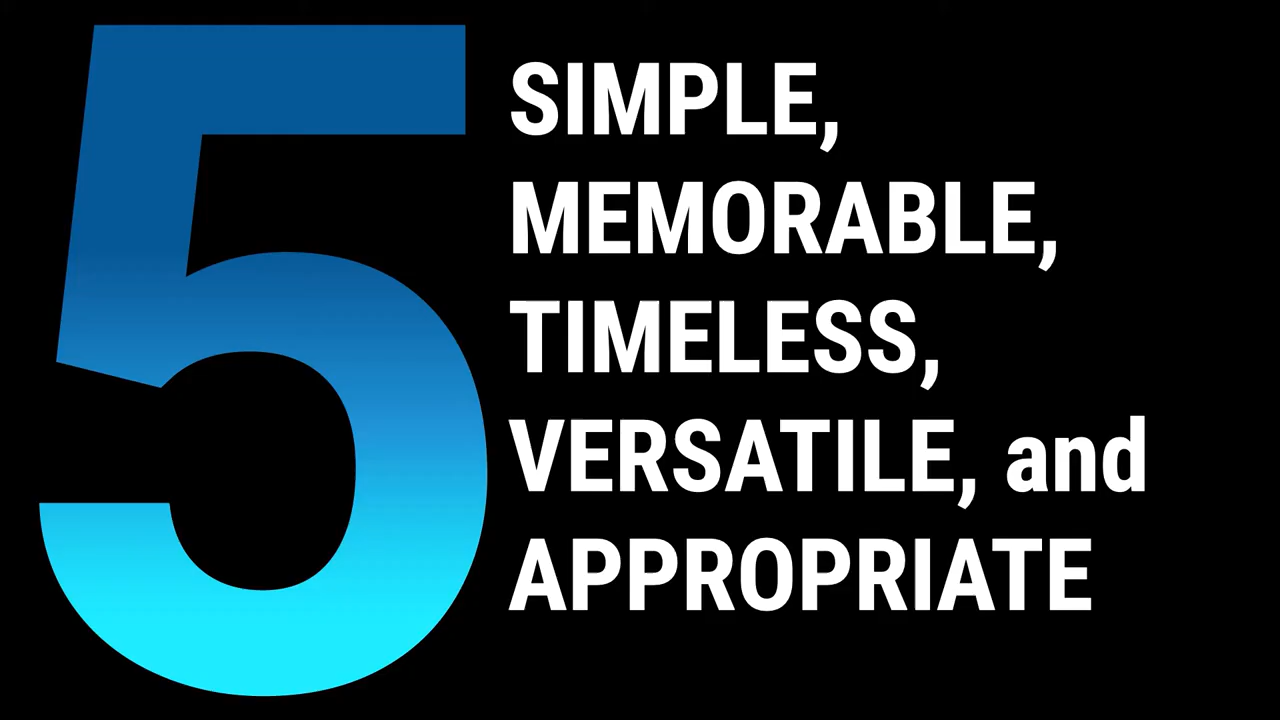 5
SIMPLE,
MEMORABLE,
TIMELESS,
VERSATILE, and
APPROPRIATE